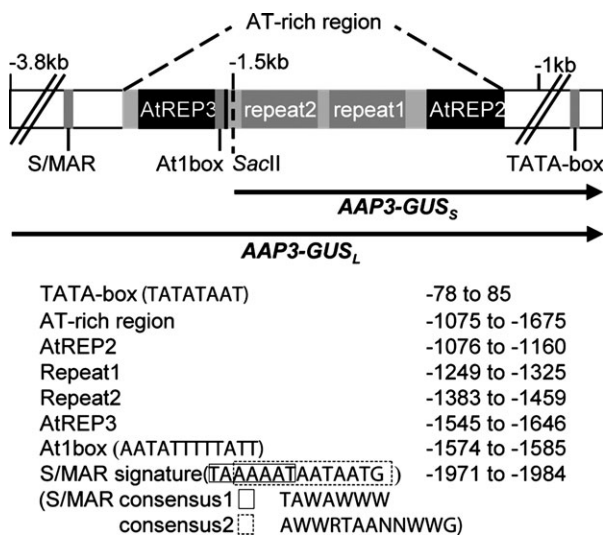 AT-rich region
-3.8kb -1.5kb -1kb
AtREP3 repeat2 repeat1 AtREP2
S/MAR At1box SacII TATA-box
AAP3-GUSS
AAP3-GUSL
TATA-box (TATATAAT) -78 to 85
AT-rich region -1075 to -1675
AtREP2 -1076 to -1160
Repeat1 -1249 to -1325
Repeat2 -1383 to -1459
AtREP3 -1545 to -1646
At1box (AATATTTTTATT) -1574 to -1585
S/MAR signature(TAAAAATAATAATG ) -1971 to -1984
(S/MAR consensus1 TAWAWWW
consensus2 AWWRTAANNWWG)